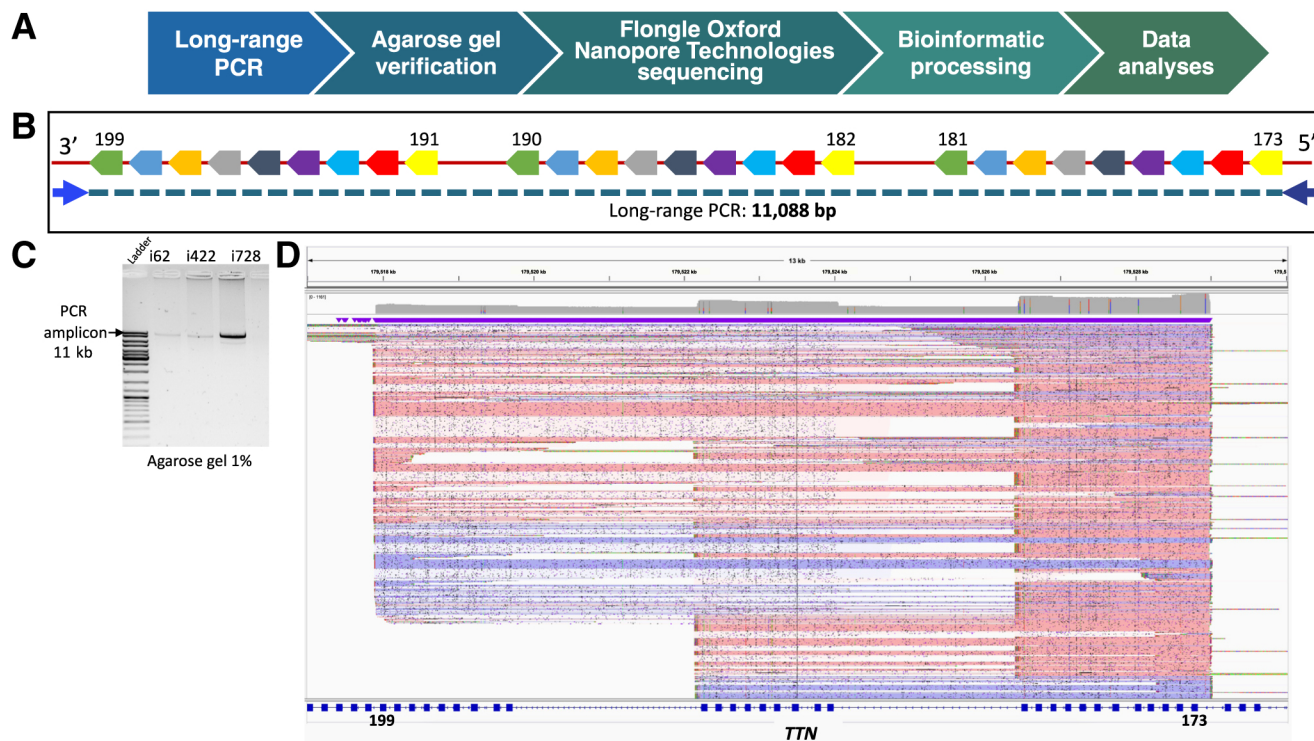 A
Long-range
PCR
Agarose gel
verification
Flongle Oxford
Nanopore Technologies
sequencing
Bioinformatic
processing
Data
analyses
B
3’
199
191
190
182
181
173
5’
Long-range PCR: 11,088 bp
C
Ladder
i62
i422
i728
PCR
amplicon
11 kb
Agarose gel 1%
D
13 kb
179,518 kb
179,520 kb
179,522 kb
179,524 kb
179,526 kb
179,528 kb
179,5
199
173
TTN